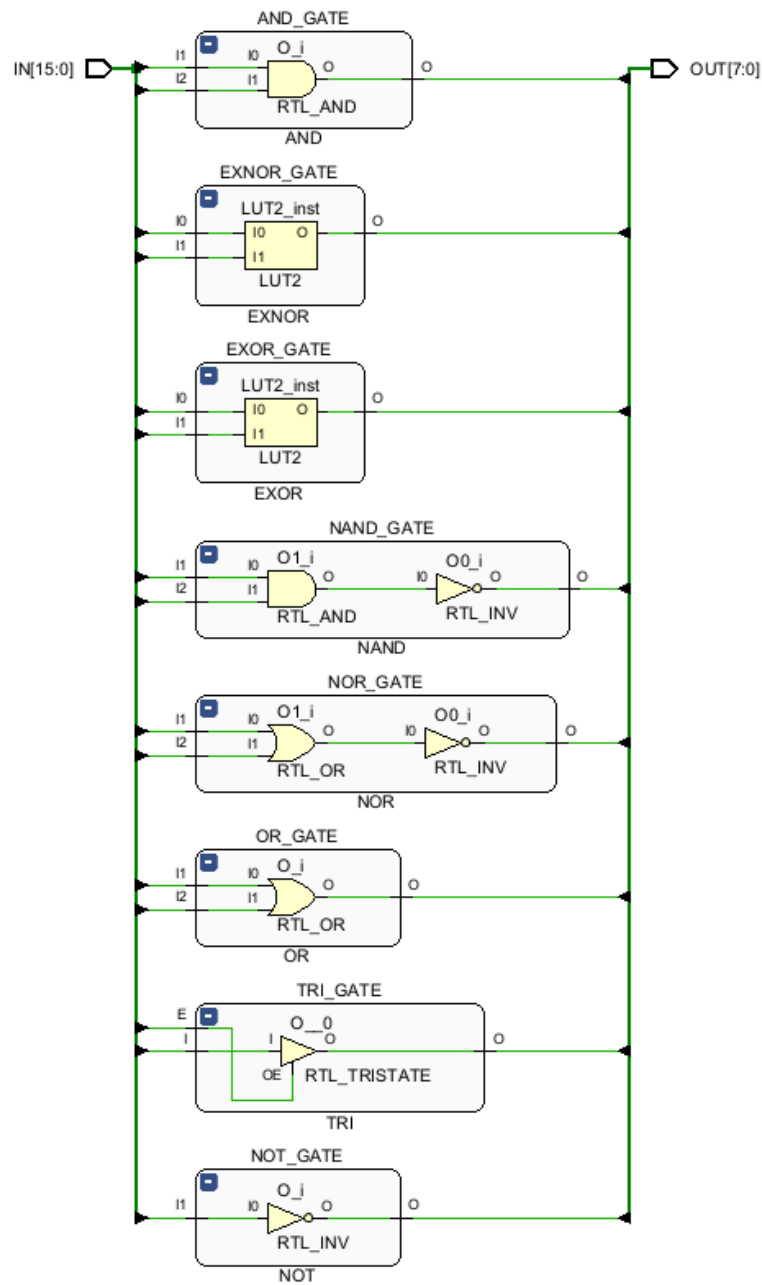 IN[15:0]
OUT[7:0]
AND_GATE
I1
I2
I0
I1
O_i
O
O
RTL_AND
AND
EXNOR_GATE
I0
I1
LUT2_inst
I0 O
I1
O
LUT2
EXNOR
EXOR_GATE
I0
I1
LUT2_inst
I0 O
I1
O
LUT2
EXOR
NAND_GATE
I1
I2
I0
I1
O1_i
O
RTL_AND
I0
O0_i
O
RTL_INV
O
NAND
NOR_GATE
I1
I2
I0
I1
O1_i
O
RTL_OR
I0
O0_i
O
RTL_INV
O
NOR
OR_GATE
I1
I2
I0
I1
O_i
O
RTL_OR
O
OR
TRI_GATE
E
I
I
OE
O__0
O
RTL_TRISTATE
O
TRI
NOT_GATE
I1
I0
O_i
O
RTL_INV
O
NOT